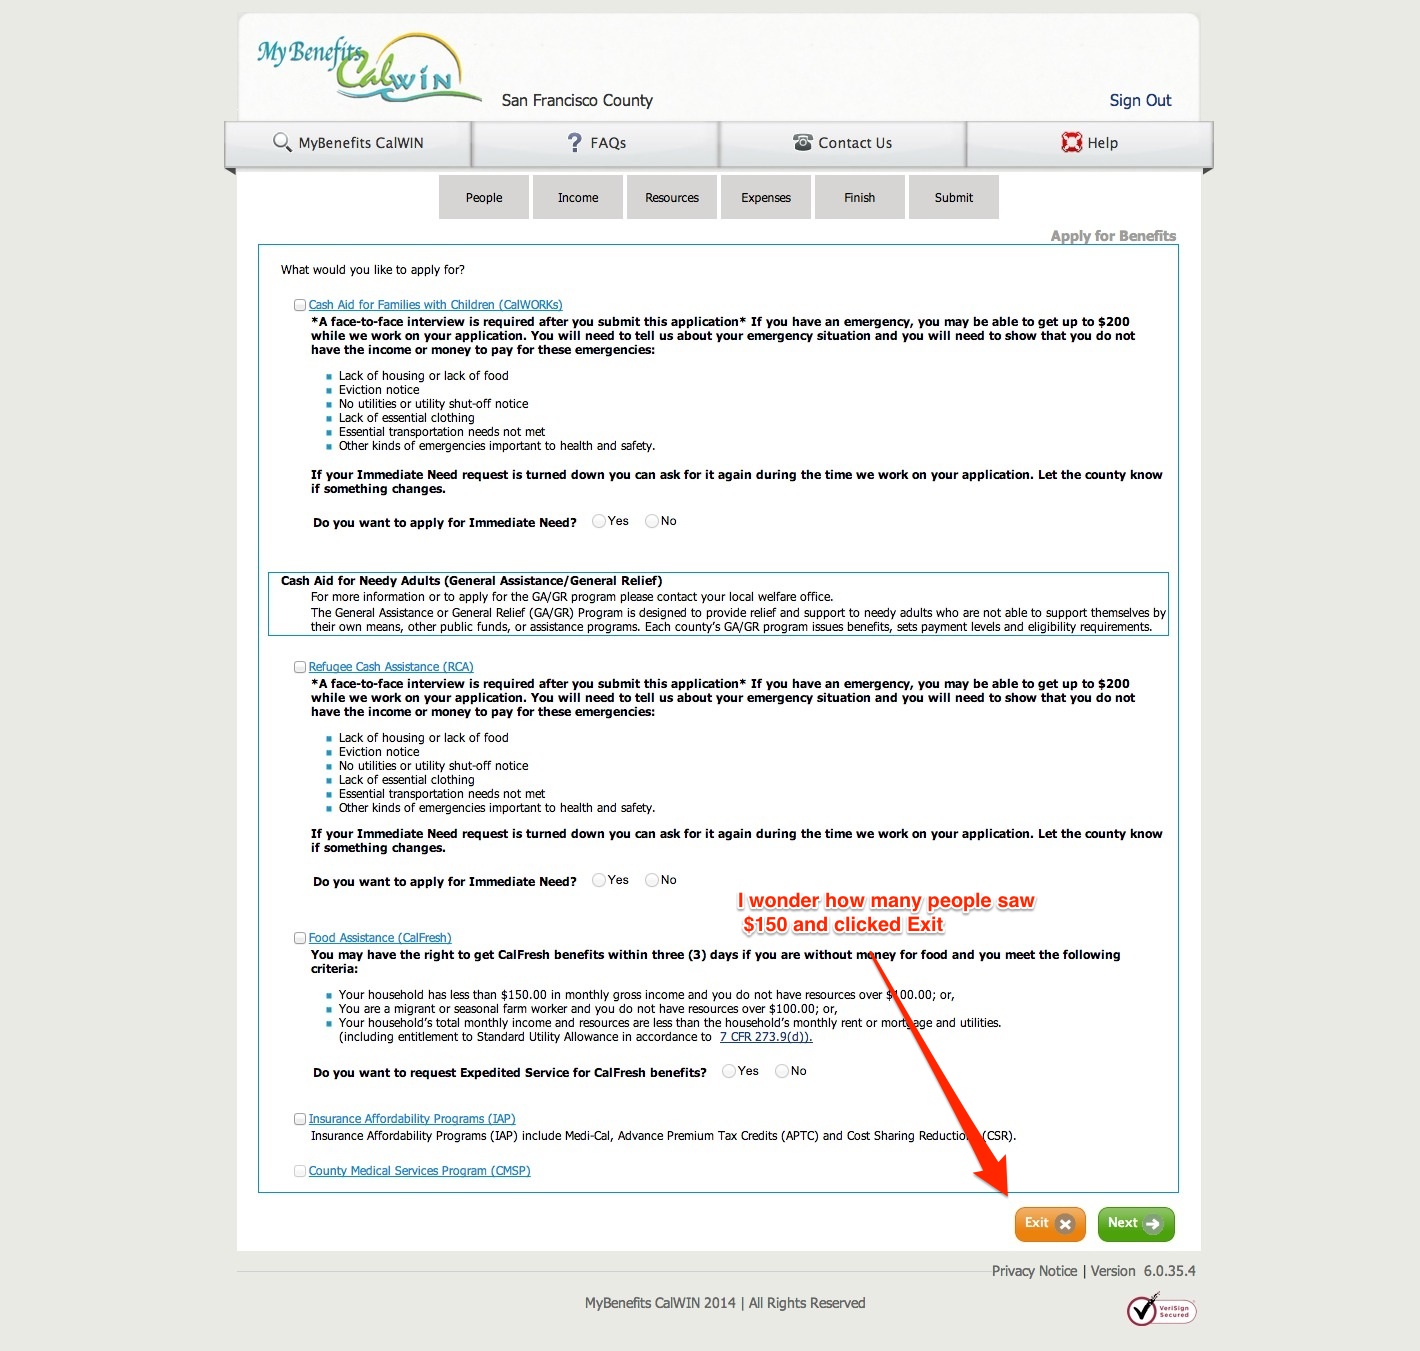 My Benefits
CalWIN
San Francisco County
Sign Out
MyBenefits CalWIN
FAQs
Contact Us
Help
People
Income
Resources
Expenses
Finish
Submit
Apply for Benefits
What would you like to apply for?
Cash Aid for Families with Children (CalWORKs)
*A face-to-face interview is required after you submit this application* If you have an emergency, you may be able to get up to $200
while we work on your application. You will need to tell us about your emergency situation and you will need to show that you do not
have the income or money to pay for these emergencies:
Lack of housing or lack of food
Eviction notice
No utilities or utility shut-off notice
Lack of essential clothing
Essential transportation needs not met
Other kinds of emergencies important to health and safety.
If your Immediate Need request is turned down you can ask for it again during the time we work on your application. Let the county know
if something changes.
Do you want to apply for Immediate Need? Yes No
Cash Aid for Needy Adults (General Assistance/General Relief)
For more information or to apply for the GA/GR program please contact your local welfare office.
The General Assistance or General Relief (GA/GR) Program is designed to provide relief and support to needy adults who are not able to support themselves by
their own means, other public funds, or assistance programs. Each county's GA/GR program issues benefits, sets payment levels and eligibility requirements.
Refugee Cash Assistance (RCA)
*A face-to-face interview is required after you submit this application* If you have an emergency, you may be able to get up to $200
while we work on your application. You will need to tell us about your emergency situation and you will need to show that you do not
have the income or money to pay for these emergencies:
Lack of housing or lack of food
Eviction notice
No utilities or utility shut-off notice
Lack of essential clothing
Essential transportation needs not met
Other kinds of emergencies important to health and safety.
If your Immediate Need request is turned down you can ask for it again during the time we work on your application. Let the county know
if something changes.
Do you want to apply for Immediate Need? Yes No
I wonder how many people saw
$150 and clicked Exit
Food Assistance (CalFresh)
You may have the right to get CalFresh benefits within three (3) days if you are without money for food and you meet the following
criteria:
Your household has less than $150.00 in monthly gross income and you do not have resources over $100.00; or,
You are a migrant or seasonal farm worker and you do not have resources over $100.00; or,
Your household's total monthly income and resources are less than the household's monthly rent or mortgage and utilities.
(including entitlement to Standard Utility Allowance in accordance to 7 CFR 273.9(d)).
Do you want to request Expedited Service for CalFresh benefits? Yes No
Insurance Affordability Programs (IAP)
Insurance Affordability Programs (IAP) include Medi-Cal, Advance Premium Tax Credits (APTC) and Cost Sharing Reductions (CSR).
County Medical Services Program (CMSP)
Exit
Next
Privacy Notice | Version 6.0.35.4
MyBenefits CalWIN 2014 | All Rights Reserved
VeriSign
Secured